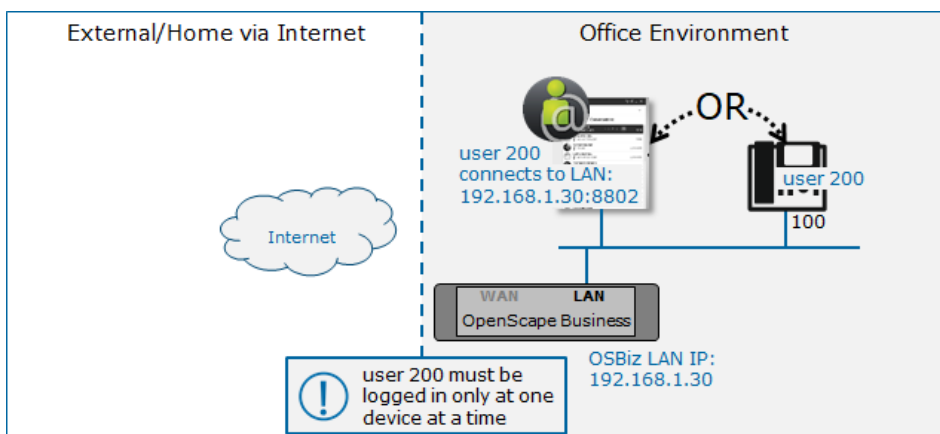 External/Home via Internet
Office Environment
OR
user 200
connects to LAN:
192.168.1.30:8802
user 200
100
Internet
WAN
LAN
OpenScape Business
OSBiz LAN IP:
192.168.1.30
user 200 must be
logged in only at one
device at a time